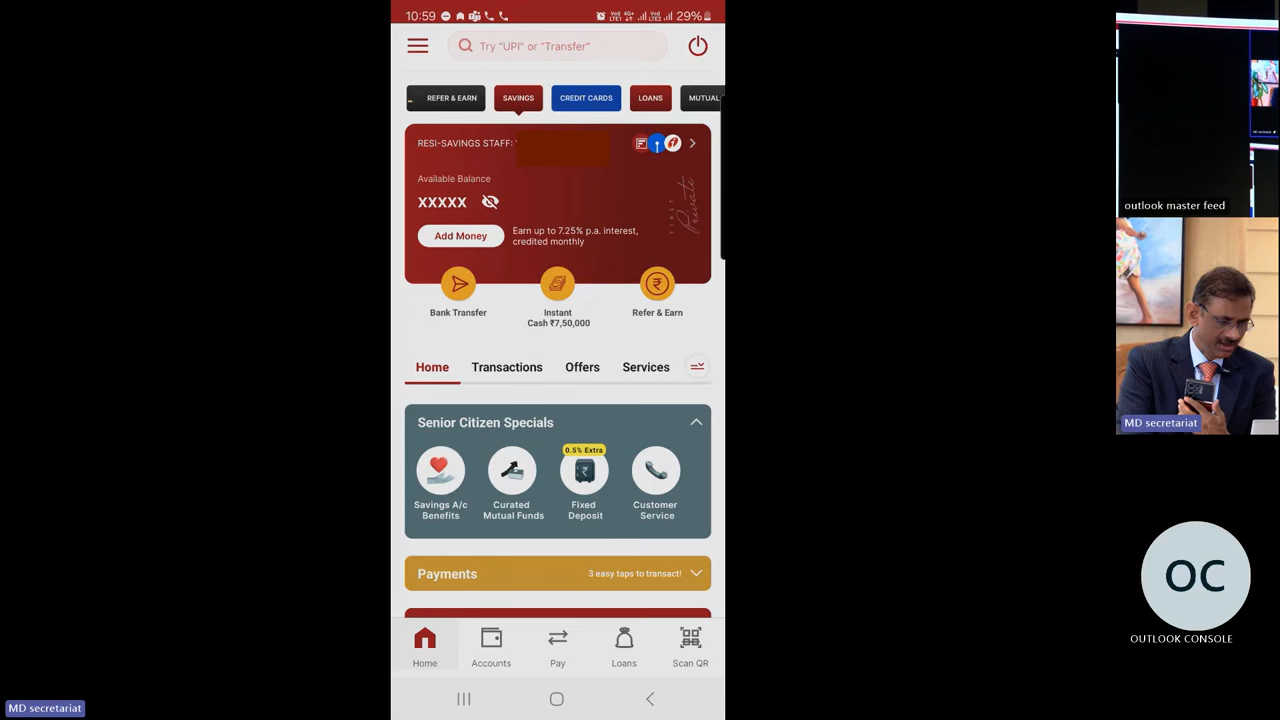 10:59
29%
Try "UPI" or "Transfer"
REFER & EARN
SAVINGS
CREDIT CARDS
LOANS
MUTUAL
RESI-SAVINGS STAFF:
Available Balance
XXXXX
Add Money
Earn up to 7.25% p.a. interest,
credited monthly
FIRST
Private
Bank Transfer
Instant
Cash ₹7,50,000
Refer & Earn
Home
Transactions
Offers
Services
Senior Citizen Specials
0.5% Extra
Savings A/c
Benefits
Curated
Mutual Funds
Fixed
Deposit
Customer
Service
Payments
3 easy taps to transact!
Home
Accounts
Pay
Loans
Scan QR
MD secretariat
outlook master feed
MD secretariat
OC
OUTLOOK CONSOLE